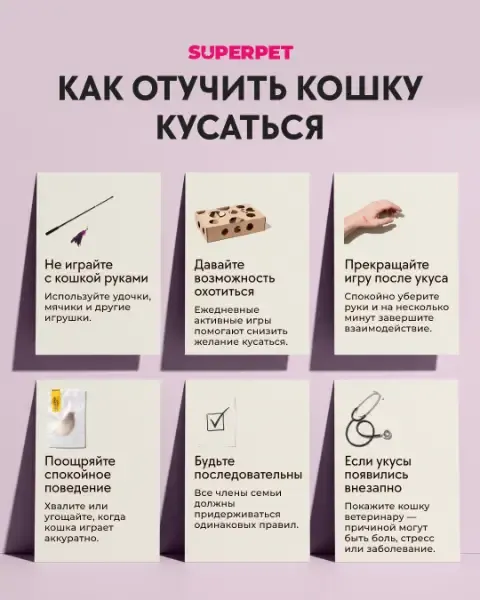 SUPERPET
КАК ОТУЧИТЬ КОШКУ
КУСАТЬСЯ
Не играйте
с кошкой руками
Используйте удочки,
мячики и другие
игрушки.
Давайте
возможность
охотиться
Ежедневные
активные игры
помогают снизить
желание кусаться.
Прекращайте
игру после укуса
Спокойно уберите
руки и на несколько
минут завершите
взаимодействие.
Поощряйте
спокойное
поведение
Хвалите или
угощайте, когда
кошка играет
аккуратно.
Будьте
последовательны
Все члены семьи
должны
придерживаться
одинаковых правил.
Если укусы
появились
внезапно
Покажите кошку
ветеринару —
причиной могут
быть боль, стресс
или заболевание.